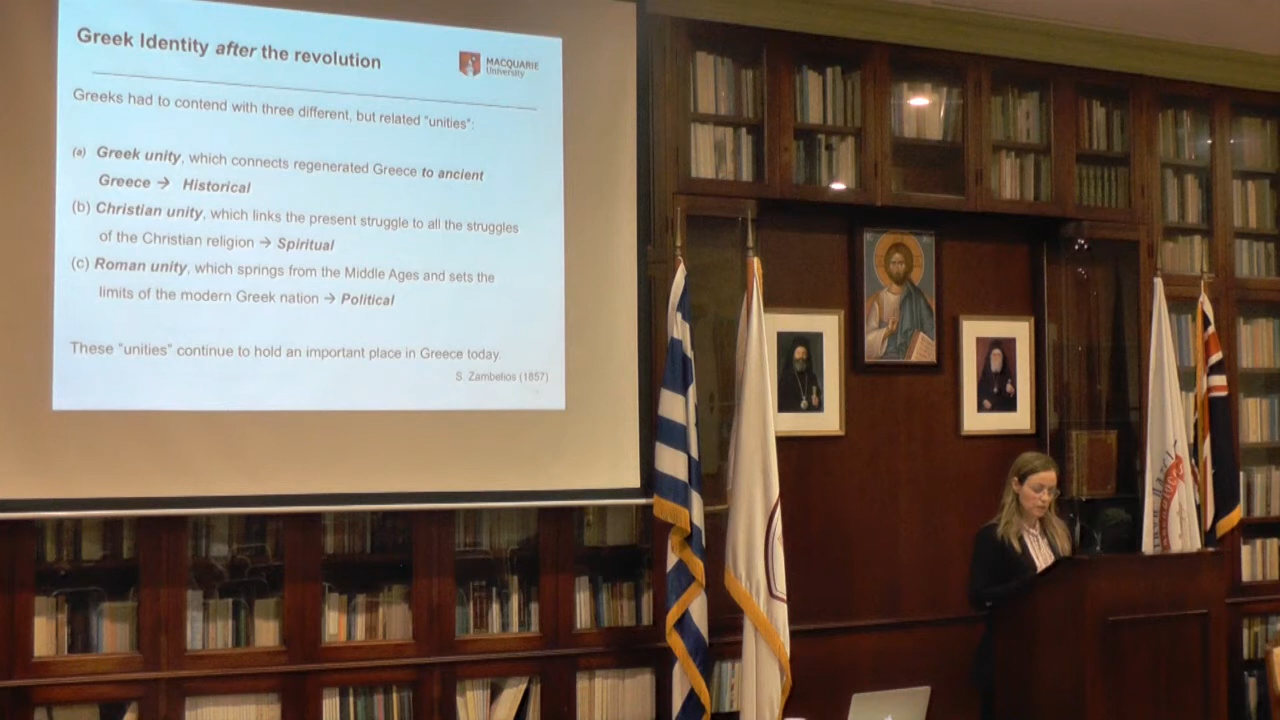 Greek Identity after the revolution
MACQUARIE
University
Greeks had to contend with three different, but related "unities":
(a) Greek unity, which connects regenerated Greece to ancient
Greece → Historical
(b) Christian unity, which links the present struggle to all the struggles
of the Christian religion → Spiritual
(c) Roman unity, which springs from the Middle Ages and sets the
limits of the modern Greek nation → Political
These "unities" continue to hold an important place in Greece today.
S. Zambelios (1857)